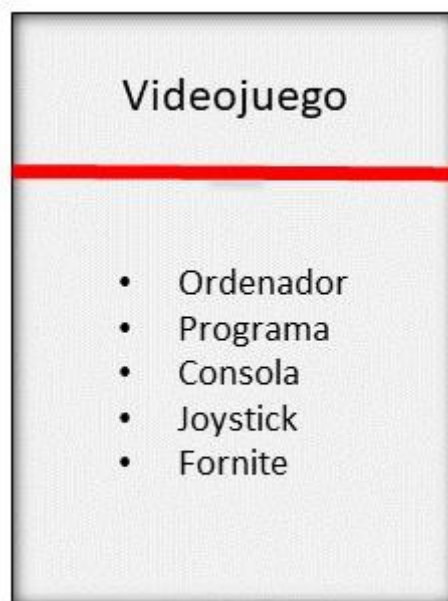 Videojuego
• Ordenador
• Programa
• Consola
• Joystick
• Fornite